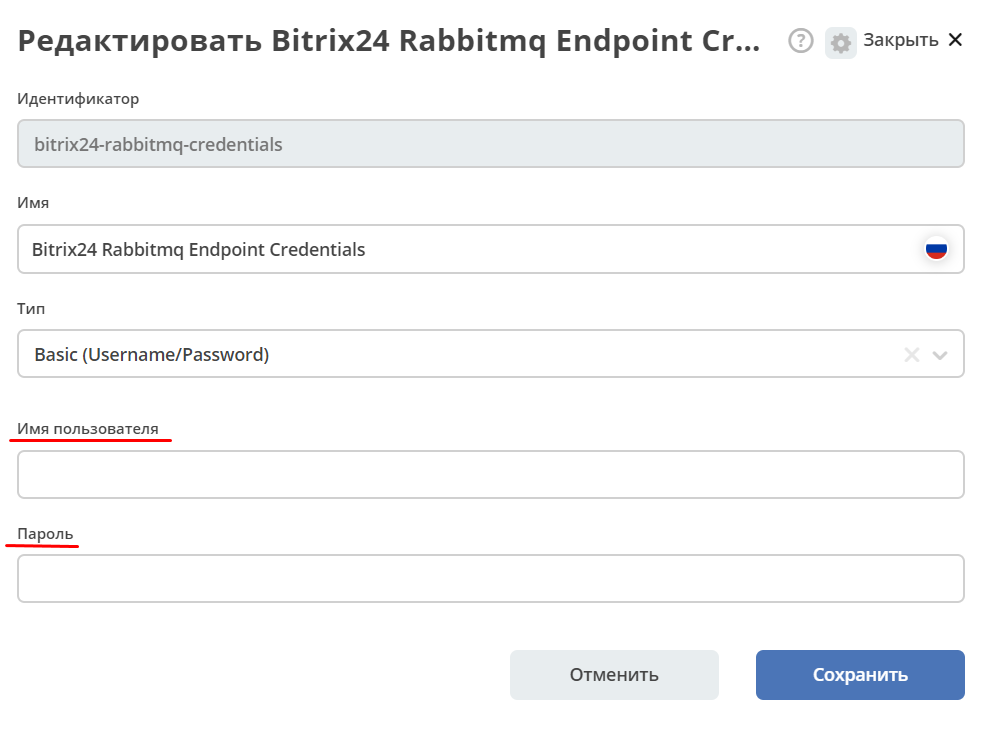 Редактировать Bitrix24 Rabbitmq Endpoint Cr...
? Закрыть
Идентификатор
bitrix24-rabbitmq-credentials
Имя
Bitrix24 Rabbitmq Endpoint Credentials
Тип
Basic (Username/Password)
Имя пользователя
Пароль
Отменить
Сохранить